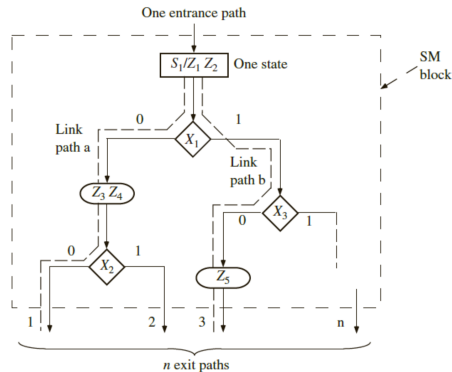 One entrance path
S₁/Z₁ Z₂ One state
SM
block
0 1
Link
path a
X₁
Link
path b
Z₃ Z₄
X₃
0 1
0 1
X₂
Z₅
1 2 3 n
n exit paths